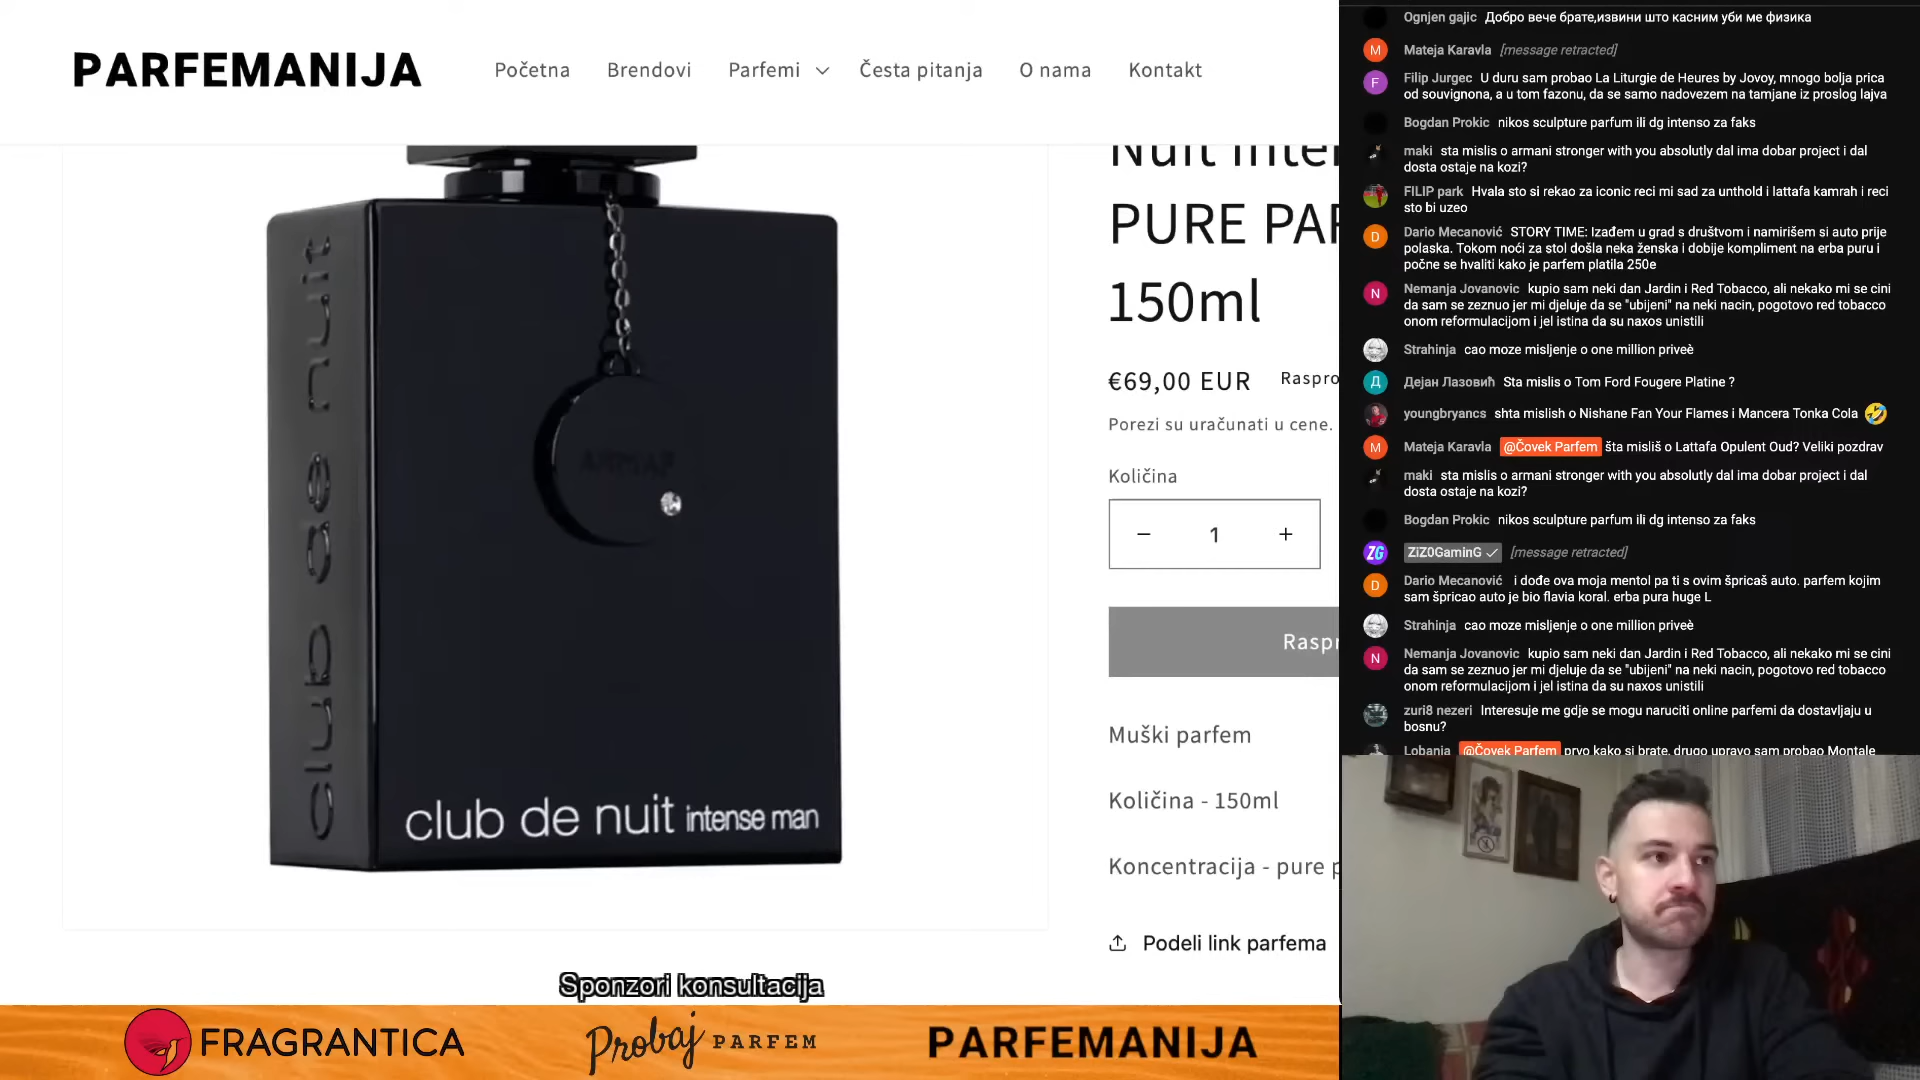 PARFEMANIJA
Početna
Brendovi
Parfemi
Česta pitanja
O nama
Kontakt
club de nuit
club de nuit intense man
PURE
150ml
€69,00 EUR
Porezi su uračunati u cene.
Količina
− 1 +
Muški parfem
Količina - 150ml
Koncentracija - pure
Podeli link parfema
Sponzori konsultacija
FRAGRANTICA
Probaj PARFEM
PARFEMANIJA
Ognjen gajic Добро вече брате,извини што касним уби ме физика
M Mateja Karavla [message retracted]
F Filip Jurgec U duru sam probao La Liturgie de Heures by Jovoy, mnogo bolja prica
od souvignona, a u tom fazonu, da se samo nadovezem na tamjane iz proslog lajva
Bogdan Prokic nikos sculpture parfum ili dg intenso za faks
maki sta mislis o armani stronger with you absolutly dal ima dobar project i dal
dosta ostaje na kozi?
FILIP park Hvala sto si rekao za iconic reci mi sad za unthold i lattafa kamrah i reci
sto bi uzeo
D Dario Mecanović STORY TIME: Izađem u grad s društvom i namirišem si auto prije
polaska. Tokom noći za stol došla neka ženska i dobije kompliment na erba puru i
počne se hvaliti kako je parfem platila 250e
N Nemanja Jovanovic kupio sam neki dan Jardin i Red Tobacco, ali nekako mi se cini
da sam se zeznuo jer mi djeluje da se "ubijeni" na neki nacin, pogotovo red tobacco
onom reformulacijom i jel istina da su naxos unistili
Strahinja cao moze misljenje o one million priveè
Д Дејан Лазовић Sta mislis o Tom Ford Fougere Platine ?
youngbryancs shta mislish o Nishane Fan Your Flames i Mancera Tonka Cola 🤣
M Mateja Karavla @Čovek Parfem šta misliš o Lattafa Opulent Oud? Veliki pozdrav
maki sta mislis o armani stronger with you absolutly dal ima dobar project i dal
dosta ostaje na kozi?
Bogdan Prokic nikos sculpture parfum ili dg intenso za faks
ZG ZiZ0GaminG [message retracted]
D Dario Mecanović i dođe ova moja mentol pa ti s ovim špricaš auto. parfem kojim
sam špricao auto je bio flavia koral. erba pura huge L
Strahinja cao moze misljenje o one million priveè
N Nemanja Jovanovic kupio sam neki dan Jardin i Red Tobacco, ali nekako mi se cini
da sam se zeznuo jer mi djeluje da se "ubijeni" na neki nacin, pogotovo red tobacco
onom reformulacijom i jel istina da su naxos unistili
zuri8 nezeri Interesuje me gdje se mogu naruciti online parfemi da dostavljaju u
bosnu?
Lobanja @Čovek Parfem prvo kako si brate, drugo upravo sam probao Montale